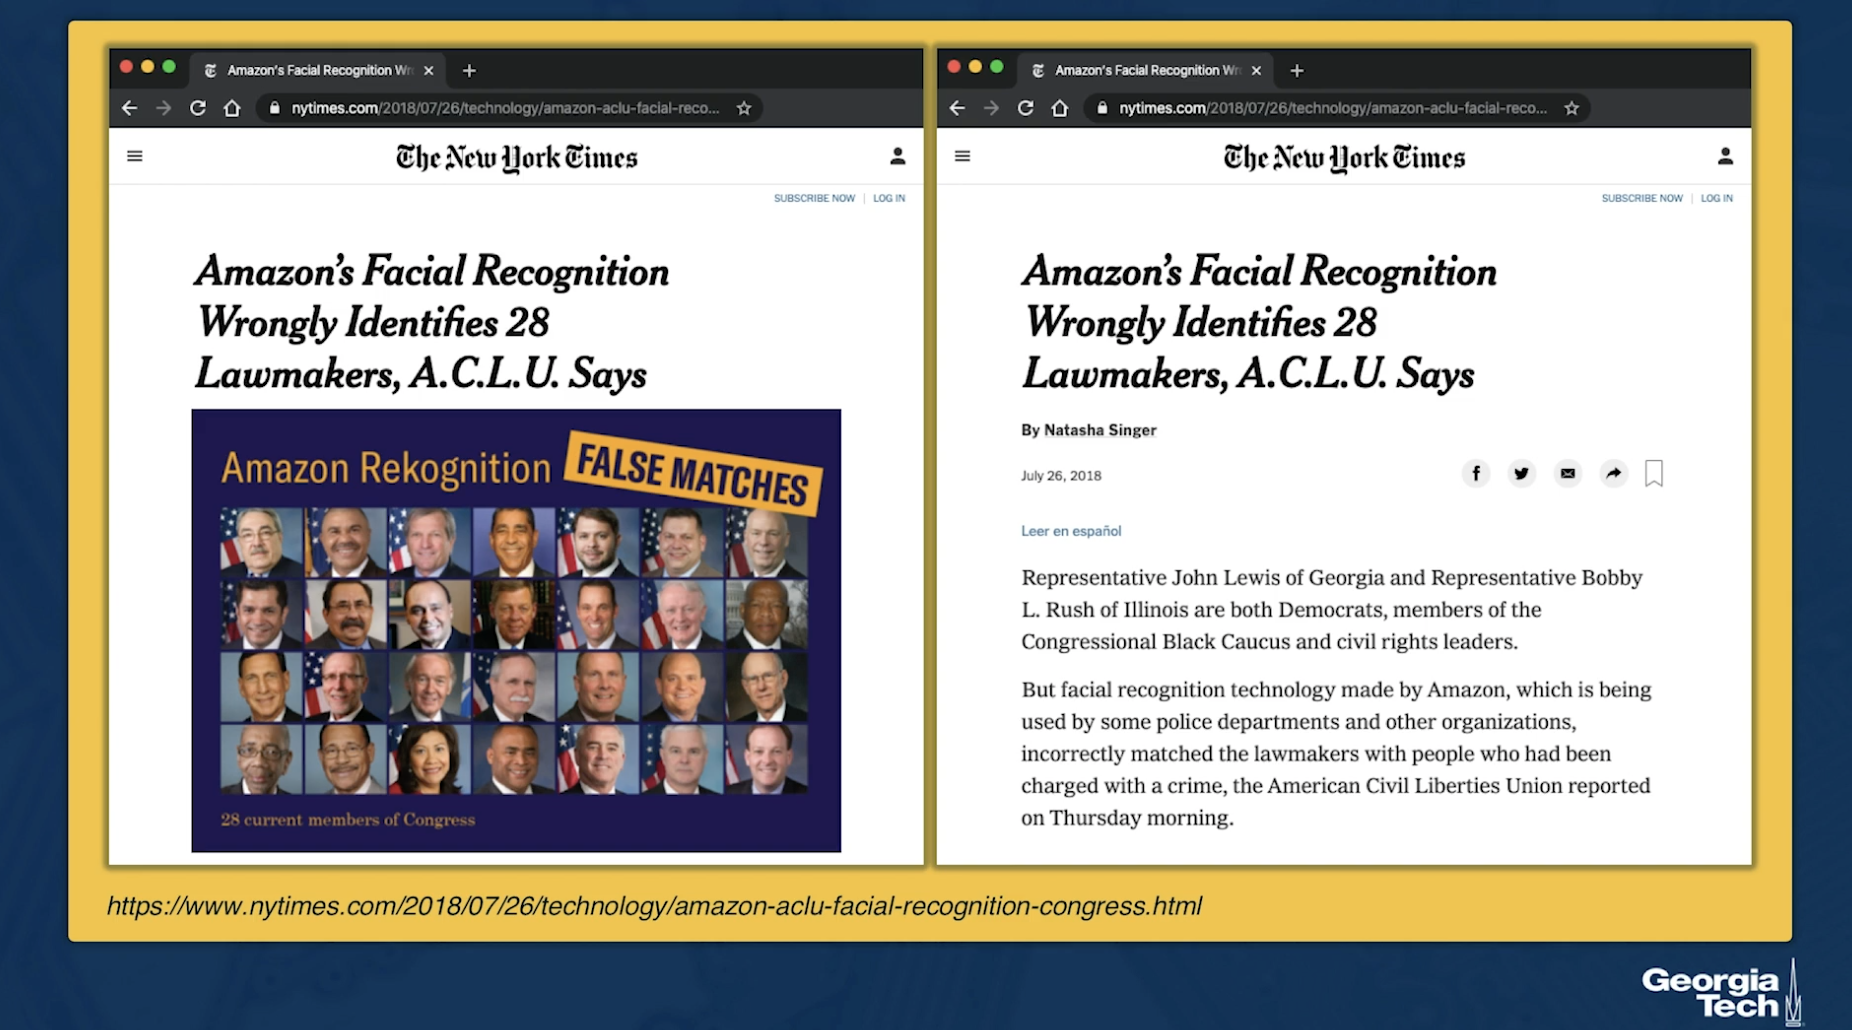 Amazon's Facial Recognition Wr
nytimes.com/2018/07/26/technology/amazon-aclu-facial-reco...
The New York Times
SUBSCRIBE NOW | LOG IN
Amazon's Facial Recognition
Wrongly Identifies 28
Lawmakers, A.C.L.U. Says
Amazon Rekognition FALSE MATCHES
28 current members of Congress
Amazon's Facial Recognition Wr
nytimes.com/2018/07/26/technology/amazon-aclu-facial-reco...
The New York Times
SUBSCRIBE NOW | LOG IN
Amazon's Facial Recognition
Wrongly Identifies 28
Lawmakers, A.C.L.U. Says
By Natasha Singer
July 26, 2018
Leer en español
Representative John Lewis of Georgia and Representative Bobby
L. Rush of Illinois are both Democrats, members of the
Congressional Black Caucus and civil rights leaders.
But facial recognition technology made by Amazon, which is being
used by some police departments and other organizations,
incorrectly matched the lawmakers with people who had been
charged with a crime, the American Civil Liberties Union reported
on Thursday morning.
https://www.nytimes.com/2018/07/26/technology/amazon-aclu-facial-recognition-congress.html
Georgia
Tech